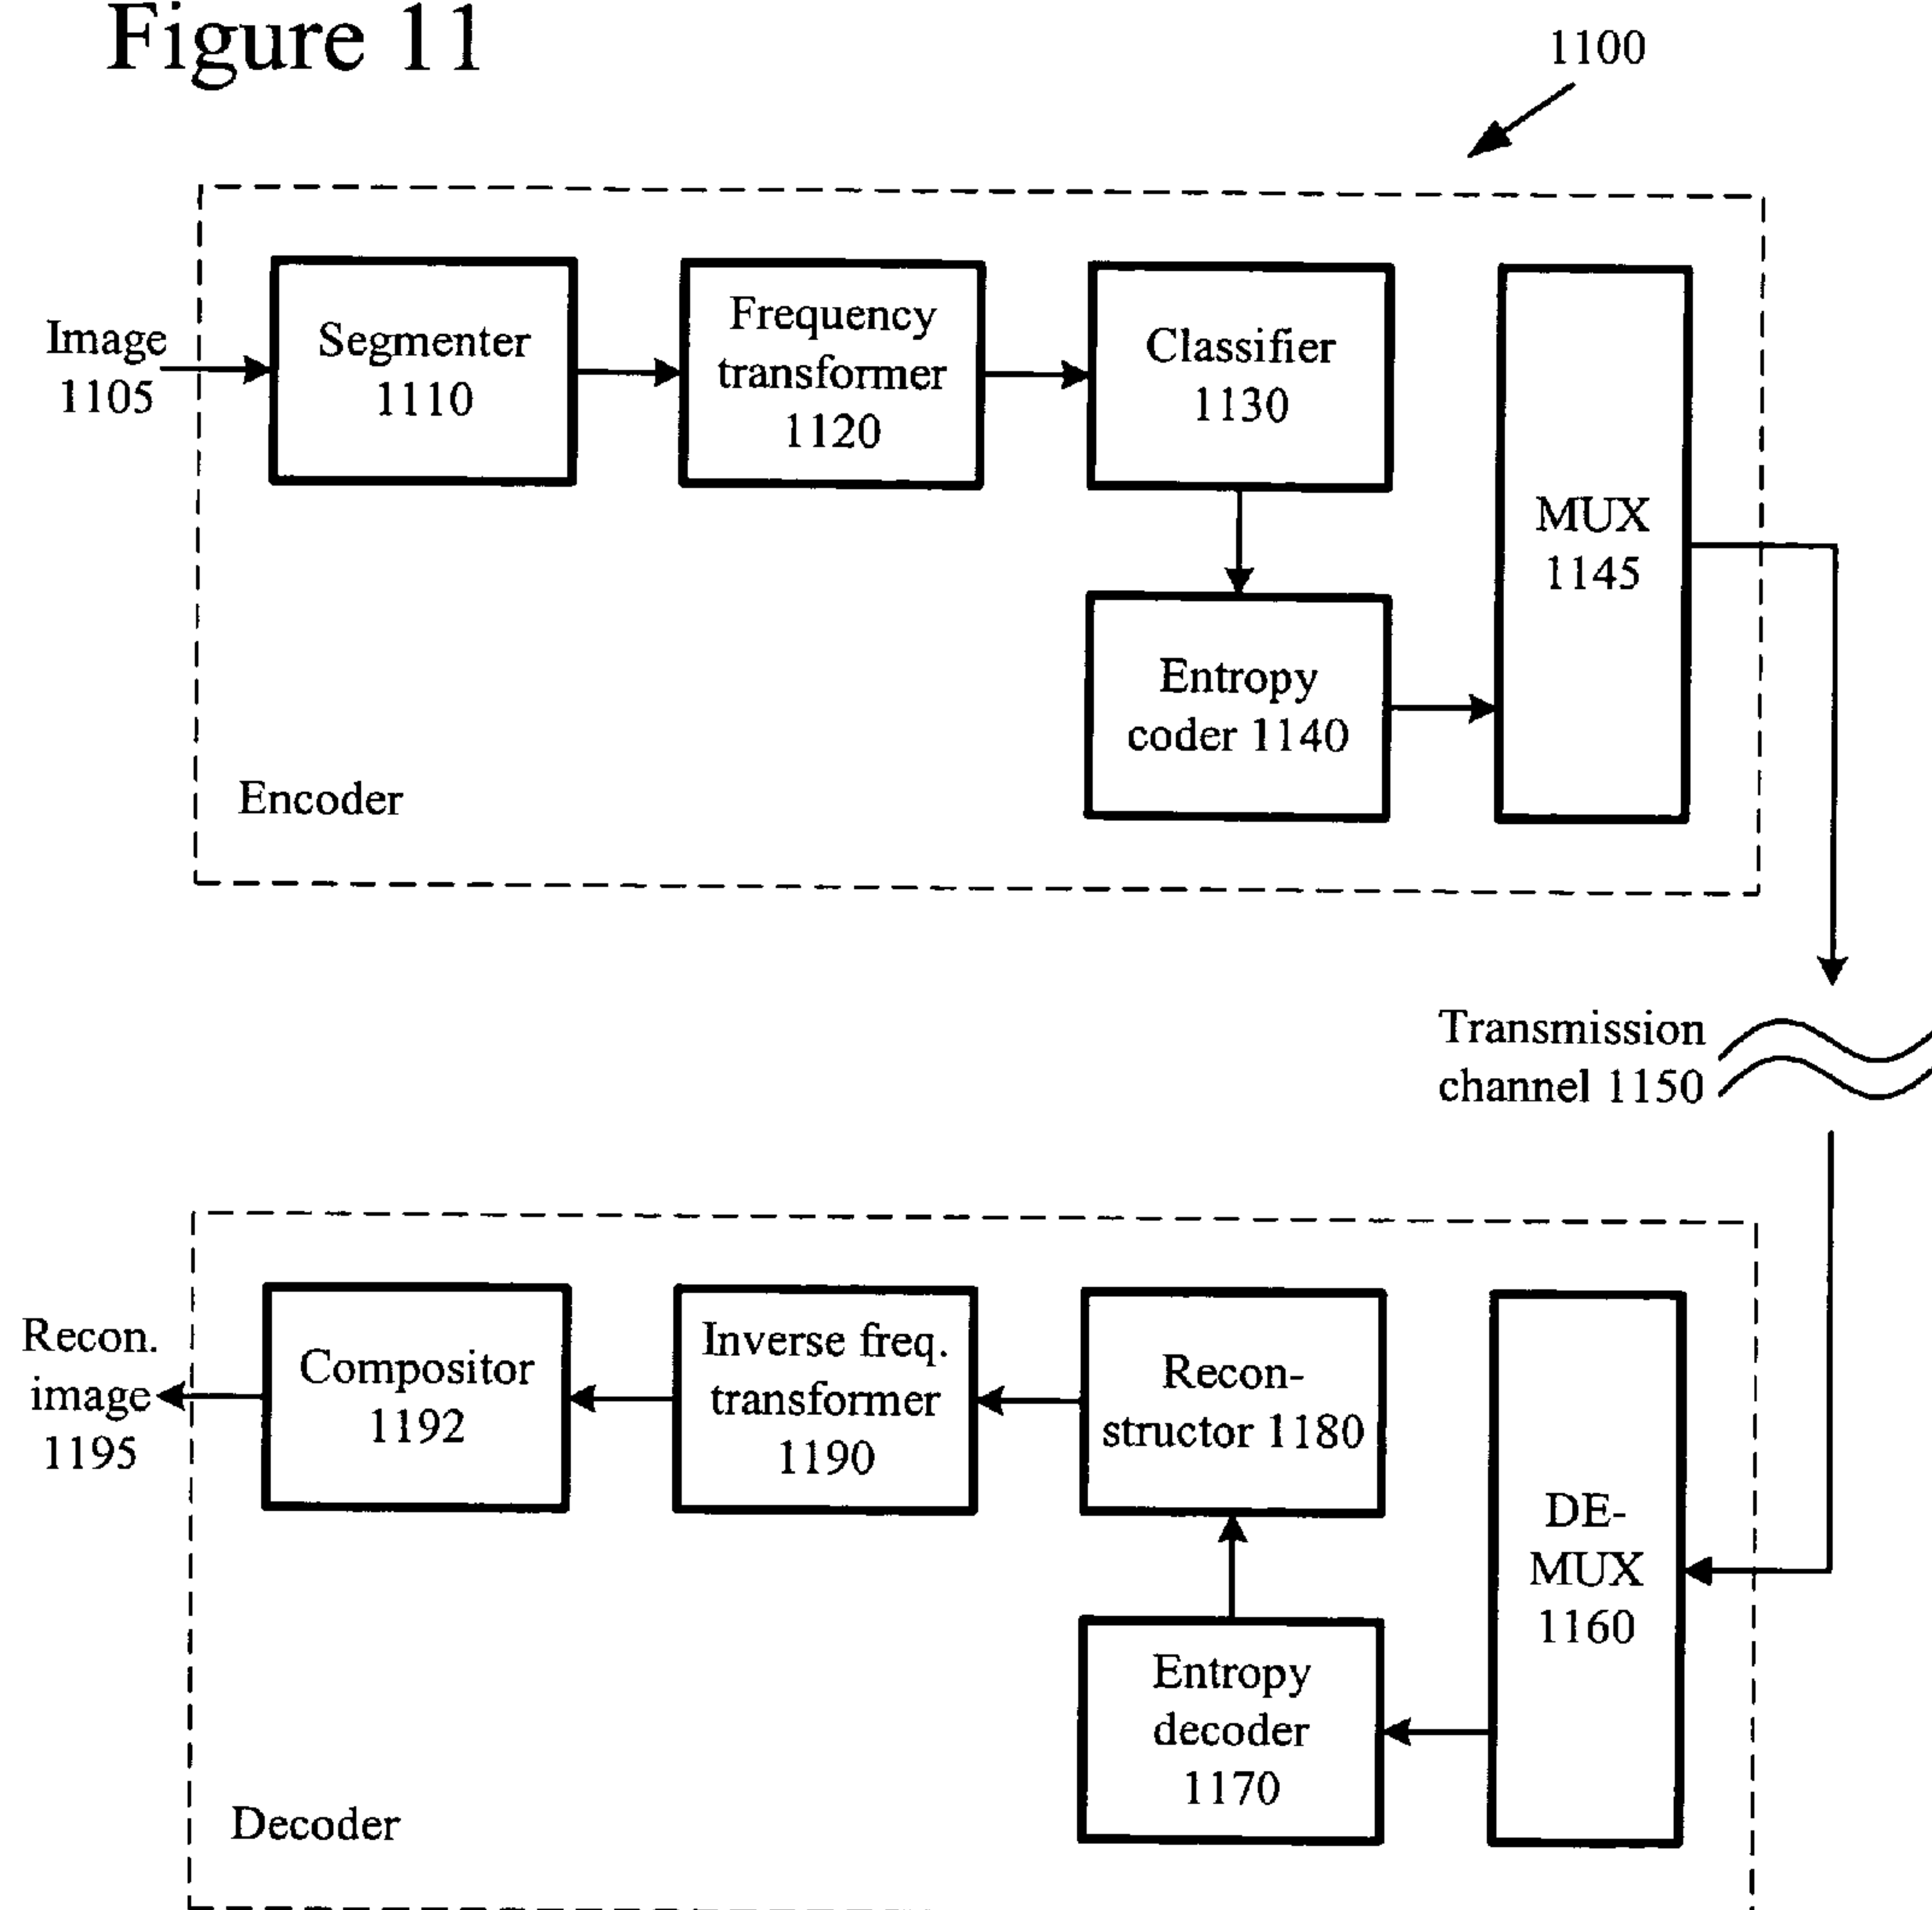 Figure 11
1100
Image
1105
Segmenter
1110
Frequency
transformer
1120
Classifier
1130
MUX
1145
Entropy
coder 1140
Encoder
Transmission
channel 1150
Recon.
image
1195
Compositor
1192
Inverse freq.
transformer
1190
Recon-
structor 1180
DE-
MUX
1160
Entropy
decoder
1170
Decoder